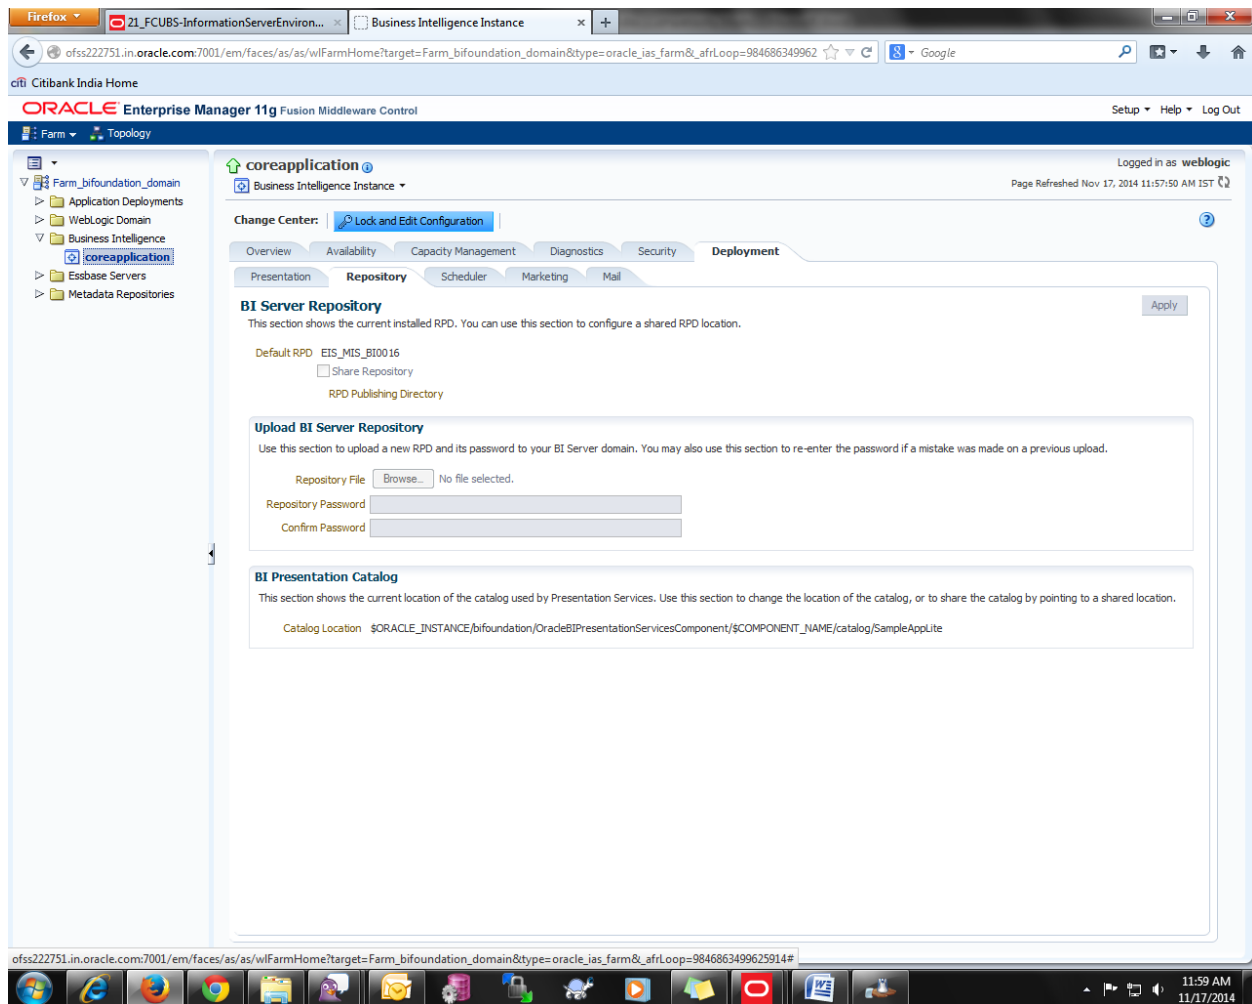 Firefox
21_FCUBS-InformationServerEnviron...
Business Intelligence Instance
ofss222751.in.oracle.com:7001/em/faces/as/as/wlFarmHome?target=Farm_bifoundation_domain&type=oracle_ias_farm&_afrLoop=984686349962
Google
citi Citibank India Home
ORACLE Enterprise Manager 11g Fusion Middleware Control
Setup Help Log Out
Farm Topology
coreapplication
Logged in as weblogic
Business Intelligence Instance
Page Refreshed Nov 17, 2014 11:57:50 AM IST
Farm_bifoundation_domain
Application Deployments
WebLogic Domain
Business Intelligence
coreapplication
Essbase Servers
Metadata Repositories
Change Center: Lock and Edit Configuration
Overview Availability Capacity Management Diagnostics Security Deployment
Presentation Repository Scheduler Marketing Mail
BI Server Repository
Apply
This section shows the current installed RPD. You can use this section to configure a shared RPD location.
Default RPD EIS_MIS_BI0016
Share Repository
RPD Publishing Directory
Upload BI Server Repository
Use this section to upload a new RPD and its password to your BI Server domain. You may also use this section to re-enter the password if a mistake was made on a previous upload.
Repository File Browse... No file selected.
Repository Password
Confirm Password
BI Presentation Catalog
This section shows the current location of the catalog used by Presentation Services. Use this section to change the location of the catalog, or to share the catalog by pointing to a shared location.
Catalog Location $ORACLE_INSTANCE/bifoundation/OracleBIPresentationServicesComponent/$COMPONENT_NAME/catalog/SampleAppLite
ofss222751.in.oracle.com:7001/em/faces/as/as/wlFarmHome?target=Farm_bifoundation_domain&type=oracle_ias_farm&_afrLoop=9846863499625914#
11:59 AM
11/17/2014